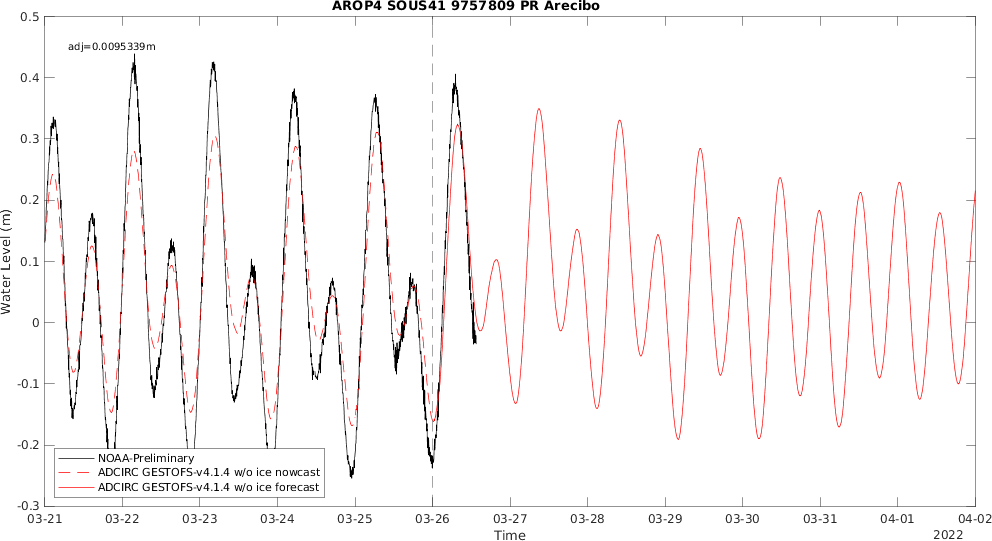 AROP4 SOUS41 9757809 PR Arecibo
adj=0.0095339m
0.5
0.4
0.3
0.2
0.1
0
-0.1
-0.2
-0.3
Water Level (m)
NOAA-Preliminary
ADCIRC GESTOFS-v4.1.4 w/o ice nowcast
ADCIRC GESTOFS-v4.1.4 w/o ice forecast
03-21 03-22 03-23 03-24 03-25 03-26 03-27 03-28 03-29 03-30 03-31 04-01 04-02
Time
2022